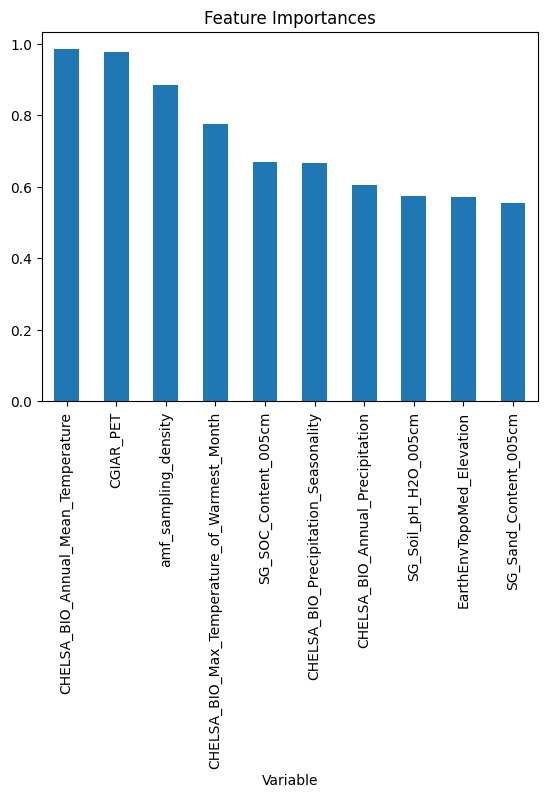 Feature Importances
1.0
0.8
0.6
0.4
0.2
0.0
CHELSA_BIO_Annual_Mean_Temperature
CGIAR_PET
amf_sampling_density
CHELSA_BIO_Max_Temperature_of_Warmest_Month
SG_SOC_Content_005cm
CHELSA_BIO_Precipitation_Seasonality
CHELSA_BIO_Annual_Precipitation
SG_Soil_pH_H2O_005cm
EarthEnvTopoMed_Elevation
SG_Sand_Content_005cm
Variable